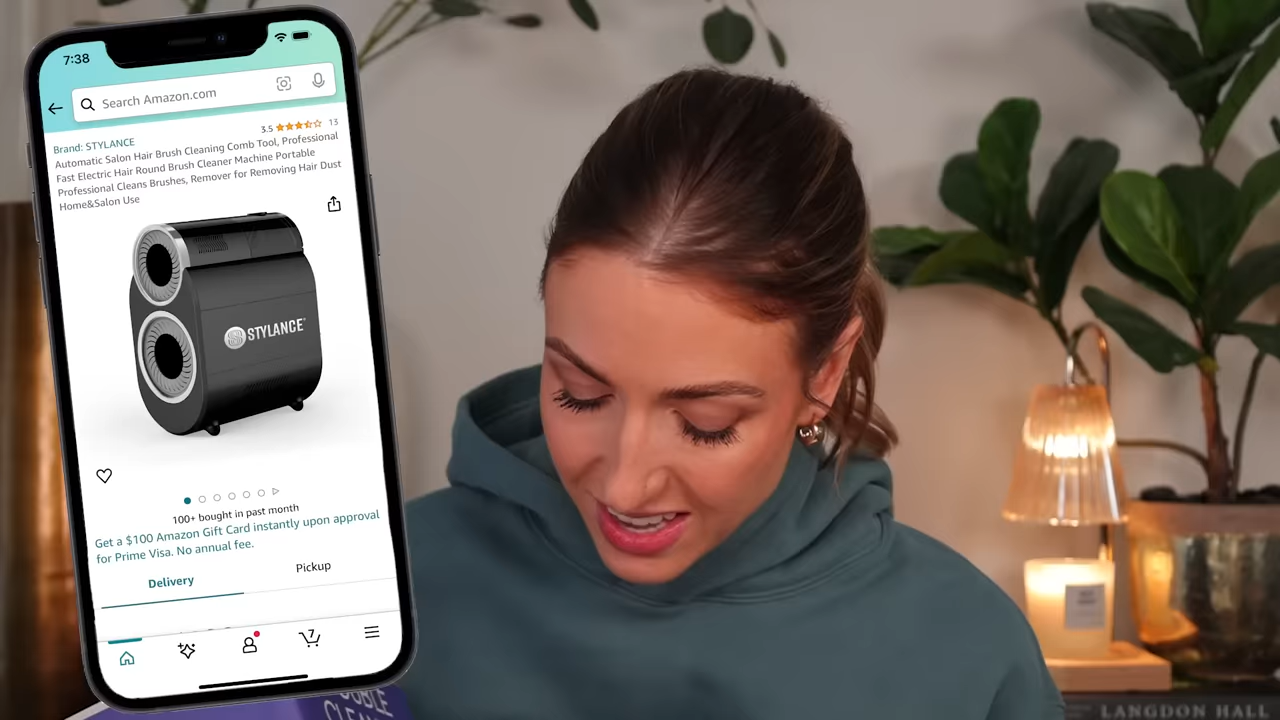 7:38
Search Amazon.com
Brand: STYLANCE
3.5 13
Automatic Salon Hair Brush Cleaning Comb Tool, Professional
Fast Electric Hair Round Brush Cleaner Machine Portable
Professional Cleans Brushes, Remover for Removing Hair Dust
Home&Salon Use
STYLANCE
100+ bought in past month
Get a $100 Amazon Gift Card instantly upon approval
for Prime Visa. No annual fee.
Delivery
Pickup
7
LANGDON HALL